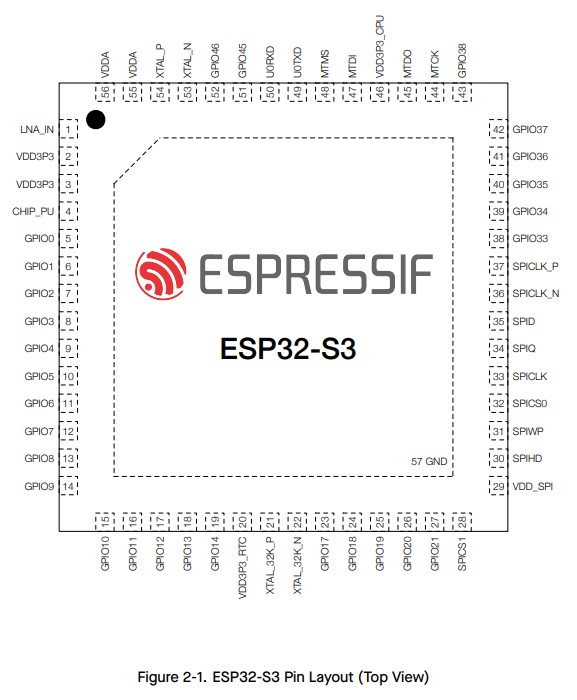 VDDA
VDDA
XTAL_P
XTAL_N
GPIO46
GPIO45
U0RXD
U0TXD
MTMS
MTDI
VDD3P3_CPU
MTDO
MTCK
GPIO38
56
55
54
53
52
51
50
49
48
47
46
45
44
43
LNA_IN 1
42 GPIO37
VDD3P3 2
41 GPIO36
VDD3P3 3
40 GPIO35
CHIP_PU 4
39 GPIO34
GPIO0 5
38 GPIO33
GPIO1 6
37 SPICLK_P
GPIO2 7
36 SPICLK_N
GPIO3 8
35 SPID
GPIO4 9
34 SPIQ
GPIO5 10
33 SPICLK
GPIO6 11
32 SPICS0
GPIO7 12
31 SPIWP
GPIO8 13
30 SPIHD
GPIO9 14
29 VDD_SPI
ESPRESSIF
ESP32-S3
57 GND
15
16
17
18
19
20
21
22
23
24
25
26
27
28
GPIO10
GPIO11
GPIO12
GPIO13
GPIO14
VDD3P3_RTC
XTAL_32K_P
XTAL_32K_N
GPIO17
GPIO18
GPIO19
GPIO20
GPIO21
SPICS1
Figure 2-1. ESP32-S3 Pin Layout (Top View)